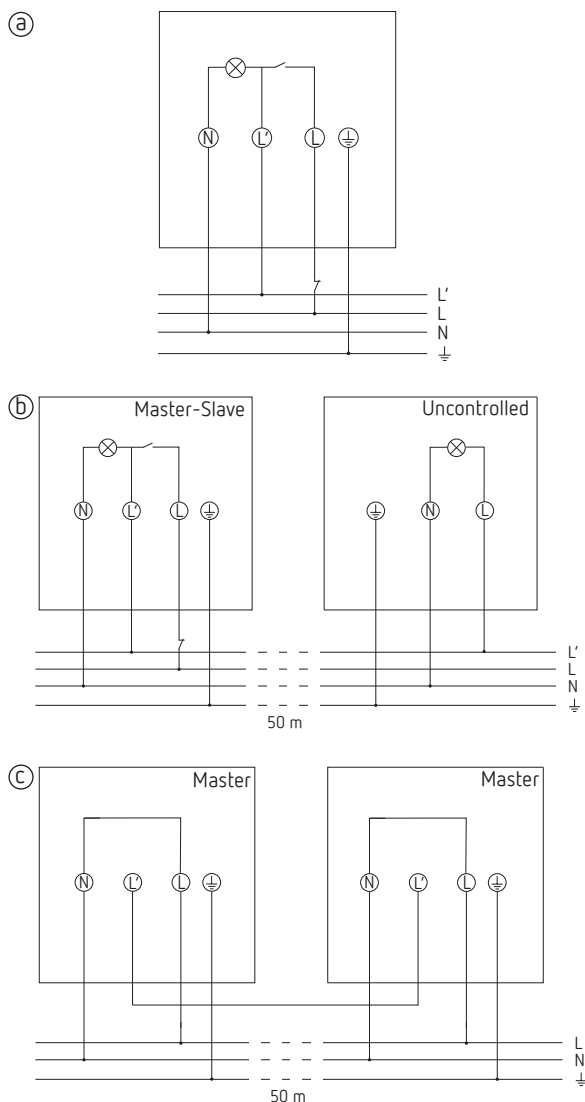 a
N L' L ⏚
L'
L
N
⏚
b
Master-Slave Uncontrolled
N L' L ⏚ ⏚ N L
L'
L
N
⏚
50 m
c
Master Master
N L' L ⏚ N L' L ⏚
L
N
⏚
50 m